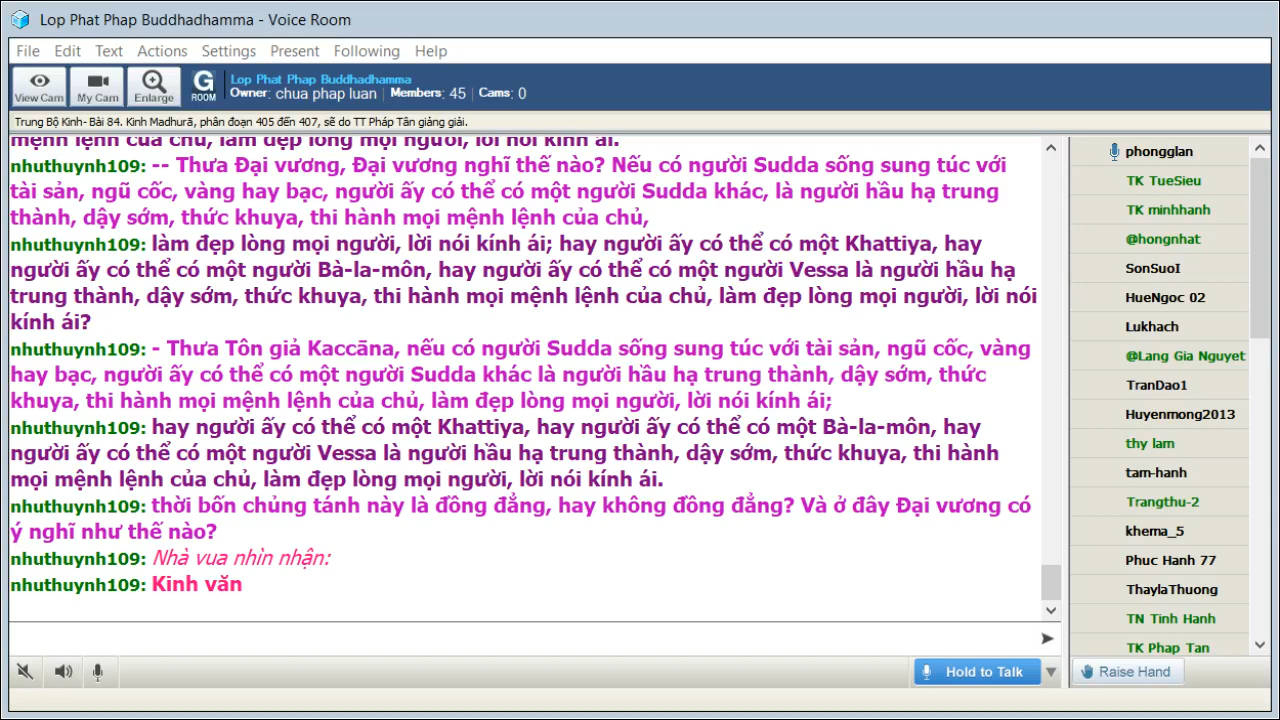 Lop Phat Phap Buddhadhamma - Voice Room
File Edit Text Actions Settings Present Following Help
View Cam My Cam Enlarge G ROOM
Lop Phat Phap Buddhadhamma
Owner: chua phap luan Members: 45 Cams: 0
Trung Bộ Kinh- Bài 84. Kinh Madhurā, phân đoạn 405 đến 407, sẽ do TT Pháp Tân giảng giải.
mệnh lệnh của chủ, làm đẹp lòng mọi người, lời nói kính ái.
nhuthuynh109: -- Thưa Đại vương, Đại vương nghĩ thế nào? Nếu có người Sudda sống sung túc với
tài sản, ngũ cốc, vàng hay bạc, người ấy có thể có một người Sudda khác, là người hầu hạ trung
thành, dậy sớm, thức khuya, thi hành mọi mệnh lệnh của chủ,
nhuthuynh109: làm đẹp lòng mọi người, lời nói kính ái; hay người ấy có thể có một Khattiya, hay
người ấy có thể có một người Bà-la-môn, hay người ấy có thể có một người Vessa là người hầu hạ
trung thành, dậy sớm, thức khuya, thi hành mọi mệnh lệnh của chủ, làm đẹp lòng mọi người, lời nói
kính ái?
nhuthuynh109: - Thưa Tôn giả Kaccāna, nếu có người Sudda sống sung túc với tài sản, ngũ cốc, vàng
hay bạc, người ấy có thể có một người Sudda khác là người hầu hạ trung thành, dậy sớm, thức
khuya, thi hành mọi mệnh lệnh của chủ, làm đẹp lòng mọi người, lời nói kính ái;
nhuthuynh109: hay người ấy có thể có một Khattiya, hay người ấy có thể có một Bà-la-môn, hay
người ấy có thể có một người Vessa là người hầu hạ trung thành, dậy sớm, thức khuya, thi hành
mọi mệnh lệnh của chủ, làm đẹp lòng mọi người, lời nói kính ái.
nhuthuynh109: thời bốn chủng tánh này là đồng đẳng, hay không đồng đẳng? Và ở đây Đại vương có
ý nghĩ như thế nào?
nhuthuynh109: Nhà vua nhìn nhận:
nhuthuynh109: Kinh văn
phongglan
TK TueSieu
TK minhhanh
@hongnhat
SonSuoI
HueNgoc 02
Lukhach
@Lang Gia Nguyet
TranDao1
Huyenmong2013
thy lam
tam-hanh
Trangthu-2
khema_5
Phuc Hanh 77
ThaylaThuong
TN Tinh Hanh
TK Phap Tan
Hold to Talk
Raise Hand